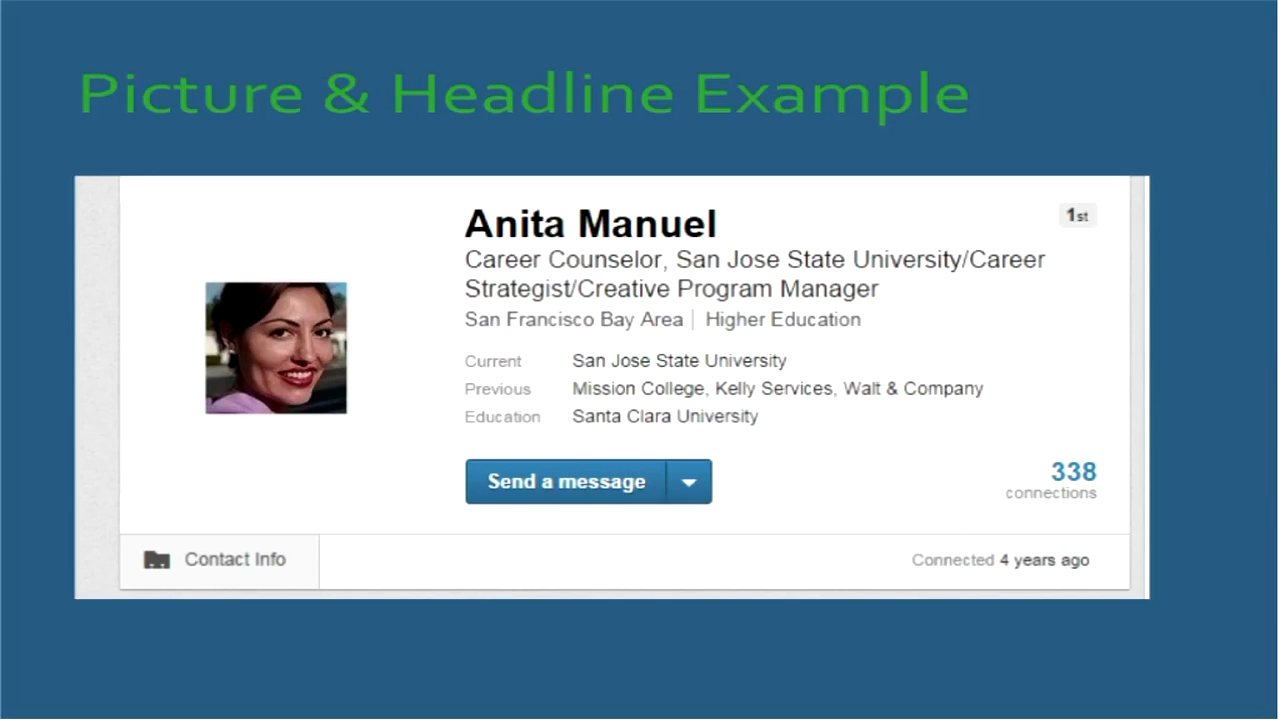 Picture & Headline Example
Anita Manuel
1st
Career Counselor, San Jose State University/Career
Strategist/Creative Program Manager
San Francisco Bay Area | Higher Education
Current San Jose State University
Previous Mission College, Kelly Services, Walt & Company
Education Santa Clara University
Send a message
338
connections
Contact Info
Connected 4 years ago